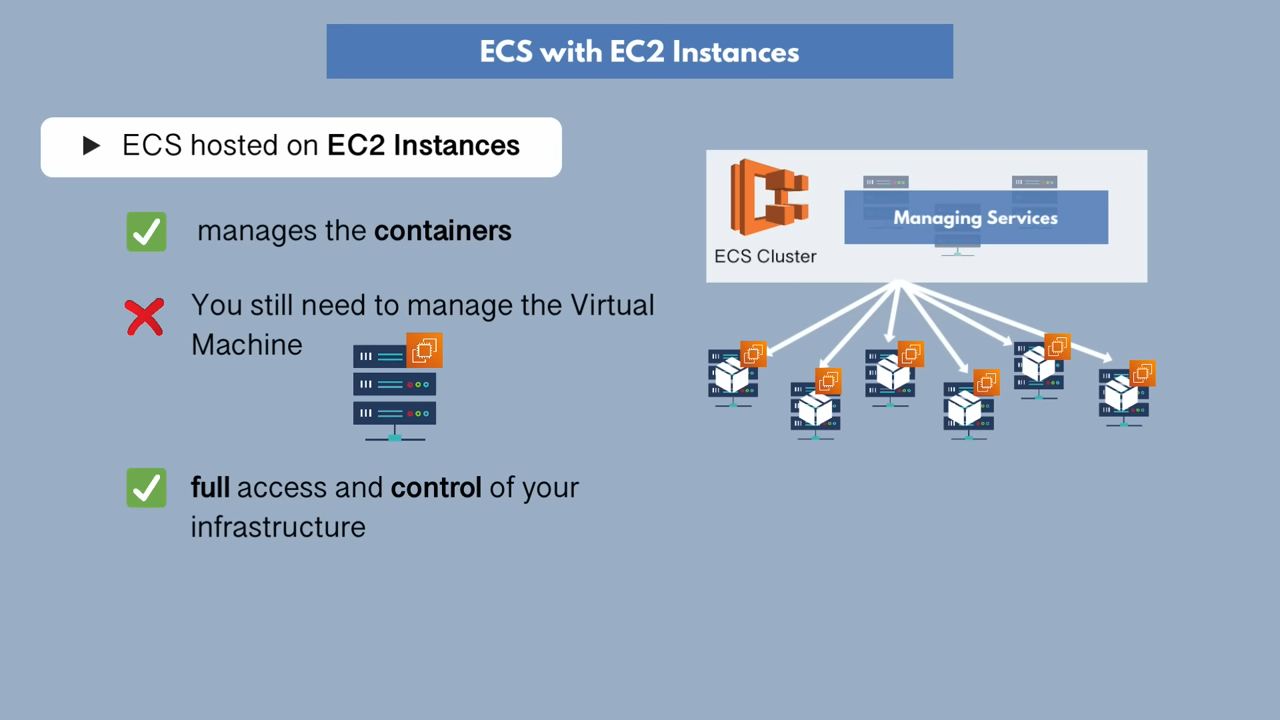 ECS with EC2 Instances
ECS hosted on EC2 Instances
manages the containers
You still need to manage the Virtual
Machine
full access and control of your
infrastructure
Managing Services
ECS Cluster